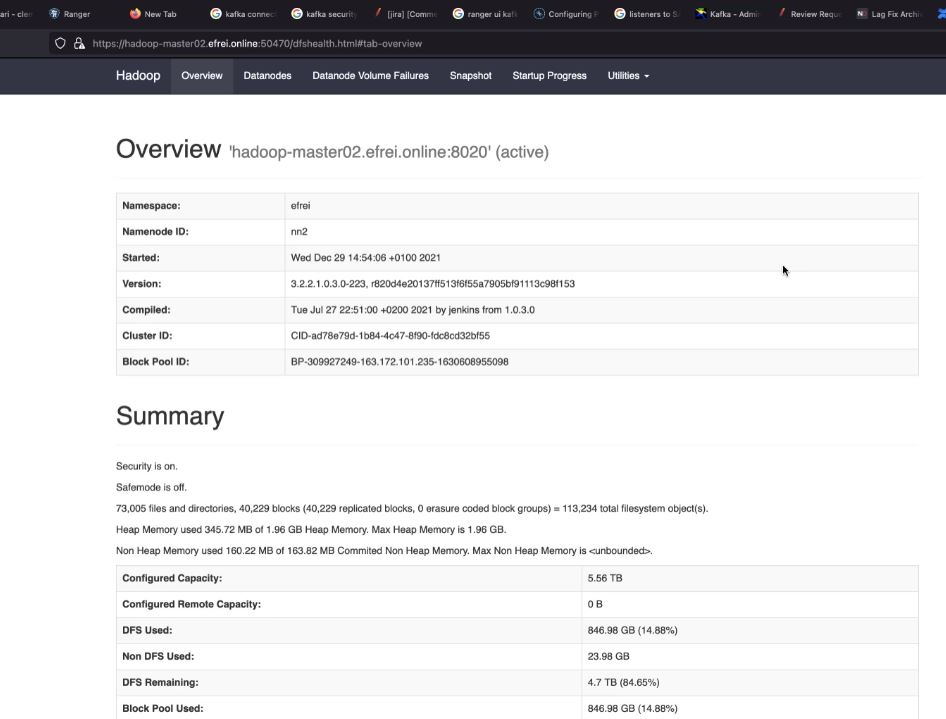 ari - clem Ranger New Tab kafka connec kafka security [jira] [Comme ranger ui kafk Configuring listeners to S Kafka - Admi Review Reque Lag Fix Archi
https://hadoop-master02.efrei.online:50470/dfshealth.html#tab-overview
Hadoop Overview Datanodes Datanode Volume Failures Snapshot Startup Progress Utilities
Overview 'hadoop-master02.efrei.online:8020' (active)
Namespace: efrei
Namenode ID: nn2
Started: Wed Dec 29 14:54:06 +0100 2021
Version: 3.2.2.1.0.3.0-223, r820d4e20137ff513f6f55a7905bf91113c98f153
Compiled: Tue Jul 27 22:51:00 +0200 2021 by jenkins from 1.0.3.0
Cluster ID: CID-ad78e79d-1b84-4c47-8f90-fdc8cd32bf55
Block Pool ID: BP-309927249-163.172.101.235-1630608955098
Summary
Security is on.
Safemode is off.
73,005 files and directories, 40,229 blocks (40,229 replicated blocks, 0 erasure coded block groups) = 113,234 total filesystem object(s).
Heap Memory used 345.72 MB of 1.96 GB Heap Memory. Max Heap Memory is 1.96 GB.
Non Heap Memory used 160.22 MB of 163.82 MB Commited Non Heap Memory. Max Non Heap Memory is <unbounded>.
Configured Capacity: 5.56 TB
Configured Remote Capacity: 0 B
DFS Used: 846.98 GB (14.88%)
Non DFS Used: 23.98 GB
DFS Remaining: 4.7 TB (84.65%)
Block Pool Used: 846.98 GB (14.88%)